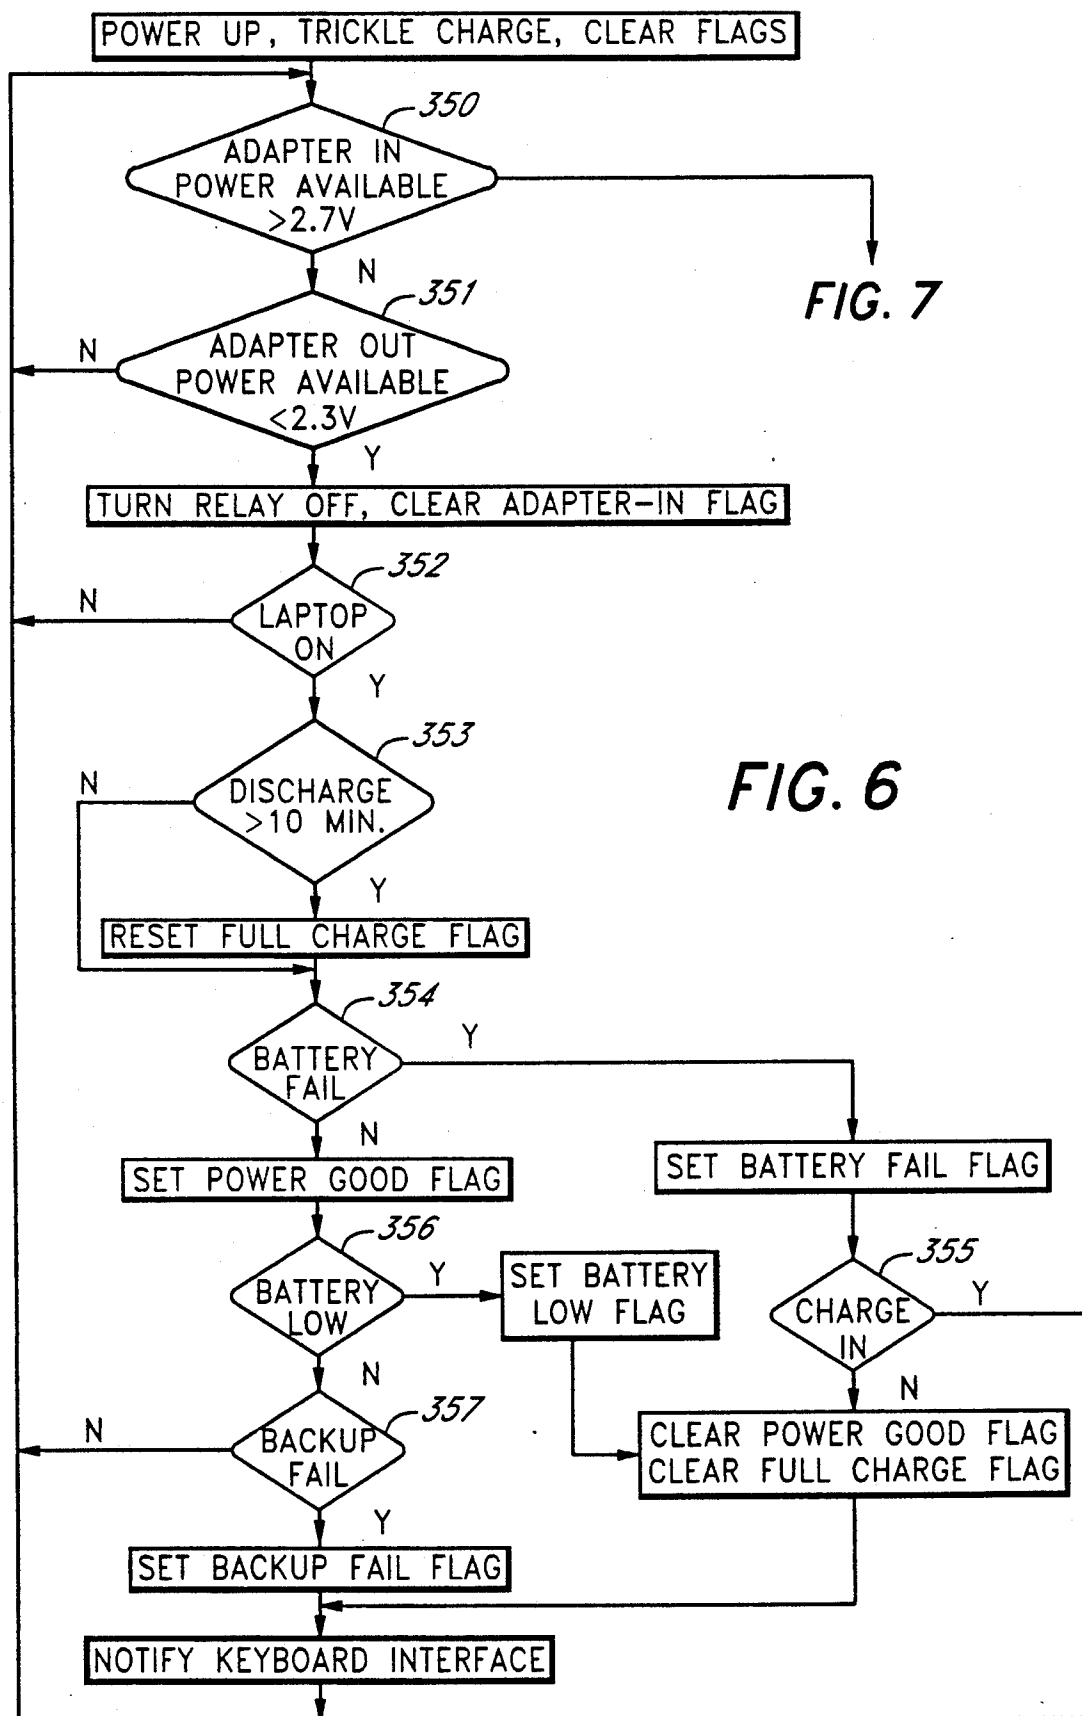 POWER UP, TRICKLE CHARGE, CLEAR FLAGS
350
ADAPTER IN
POWER AVAILABLE
>2.7V
N
FIG. 7
351
N
ADAPTER OUT
POWER AVAILABLE
<2.3V
Y
TURN RELAY OFF, CLEAR ADAPTER-IN FLAG
352
N
LAPTOP
ON
Y
353
N
DISCHARGE
>10 MIN.
FIG. 6
Y
RESET FULL CHARGE FLAG
354
Y
BATTERY
FAIL
N
SET POWER GOOD FLAG
SET BATTERY FAIL FLAG
356
BATTERY
LOW
Y
SET BATTERY
LOW FLAG
355
CHARGE
IN
Y
N
N
357
N
BACKUP
FAIL
CLEAR POWER GOOD FLAG
CLEAR FULL CHARGE FLAG
Y
SET BACKUP FAIL FLAG
NOTIFY KEYBOARD INTERFACE